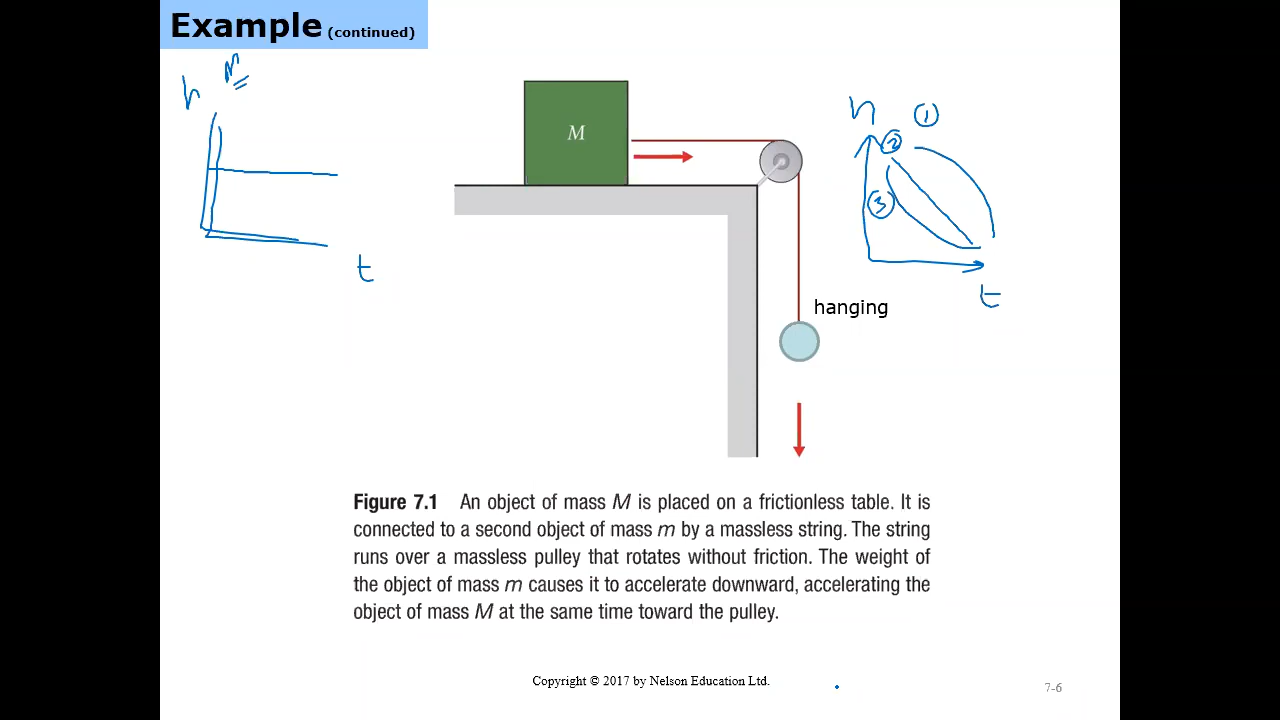 Example (continued)
h M
t
M
h ①
②
③
t
hanging
Figure 7.1 An object of mass M is placed on a frictionless table. It is
connected to a second object of mass m by a massless string. The string
runs over a massless pulley that rotates without friction. The weight of
the object of mass m causes it to accelerate downward, accelerating the
object of mass M at the same time toward the pulley.
Copyright © 2017 by Nelson Education Ltd.
7-6